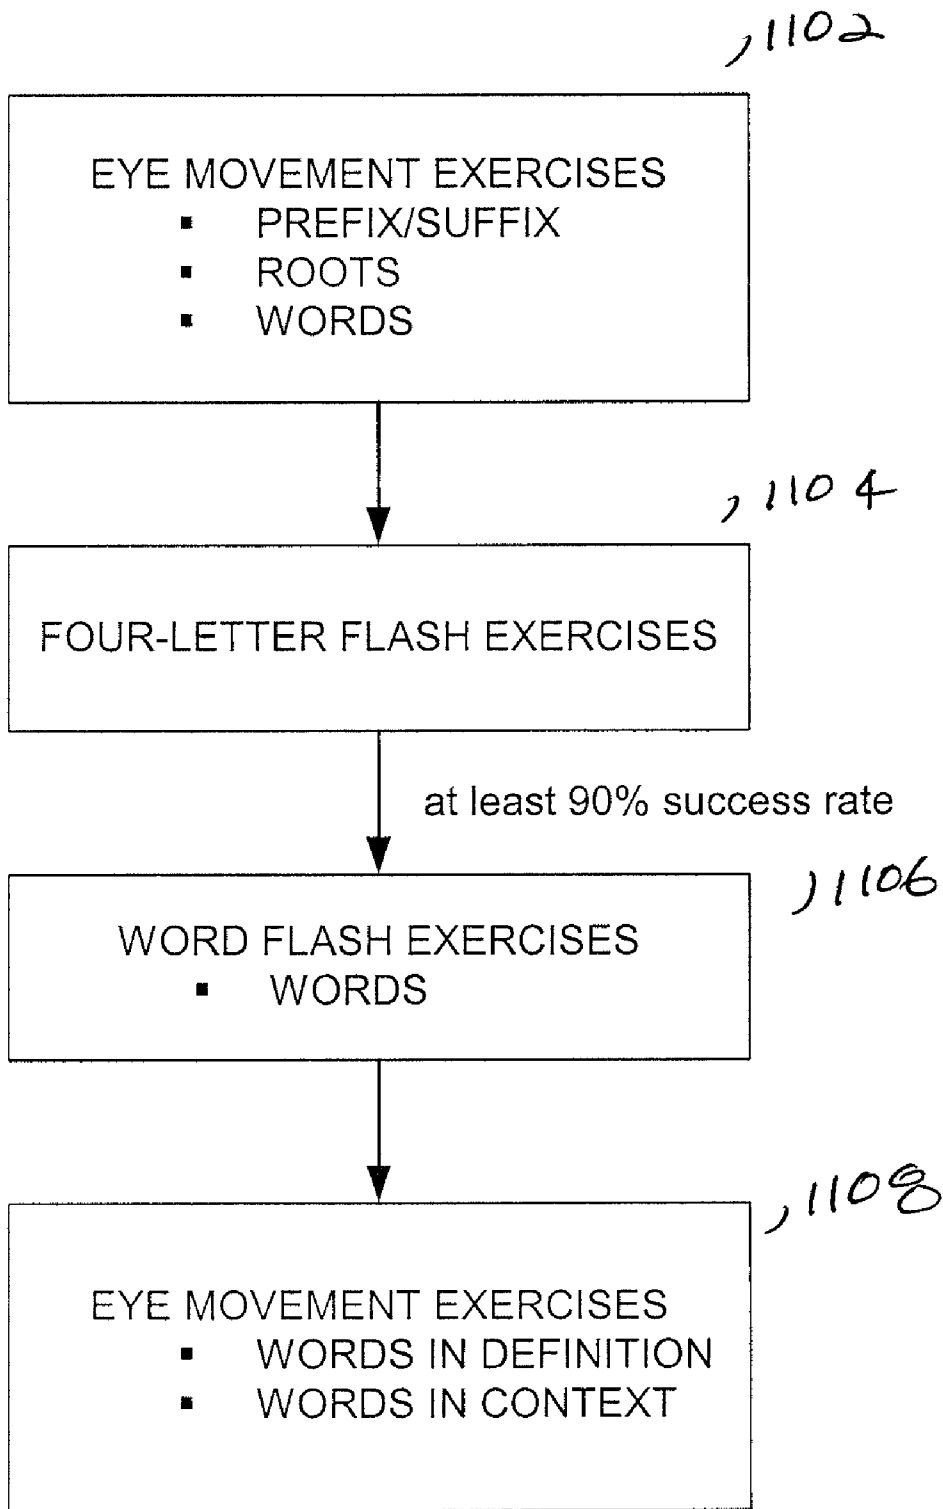 1102
EYE MOVEMENT EXERCISES
▪ PREFIX/SUFFIX
▪ ROOTS
▪ WORDS
1104
FOUR-LETTER FLASH EXERCISES
at least 90% success rate
1106
WORD FLASH EXERCISES
▪ WORDS
1108
EYE MOVEMENT EXERCISES
▪ WORDS IN DEFINITION
▪ WORDS IN CONTEXT